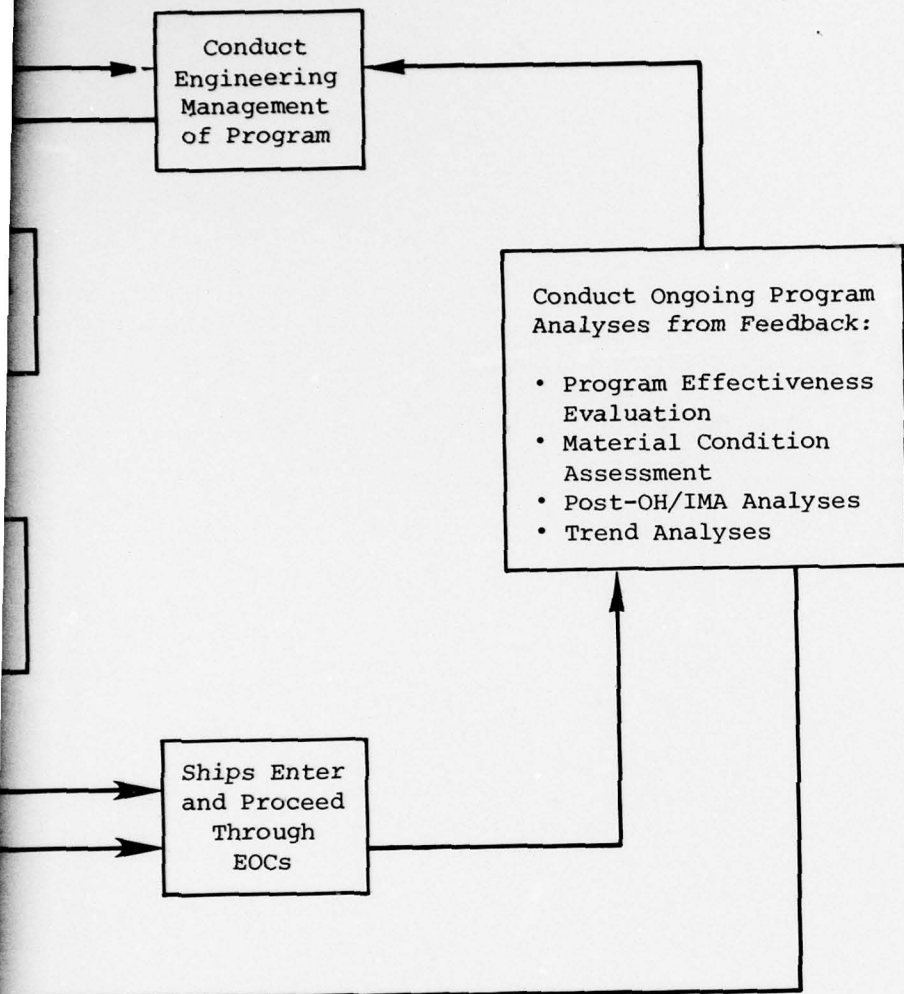 Conduct
Engineering
Management
of Program
Conduct Ongoing Program
Analyses from Feedback:
• Program Effectiveness
Evaluation
• Material Condition
Assessment
• Post-OH/IMA Analyses
• Trend Analyses
Ships Enter
and Proceed
Through
EOCs